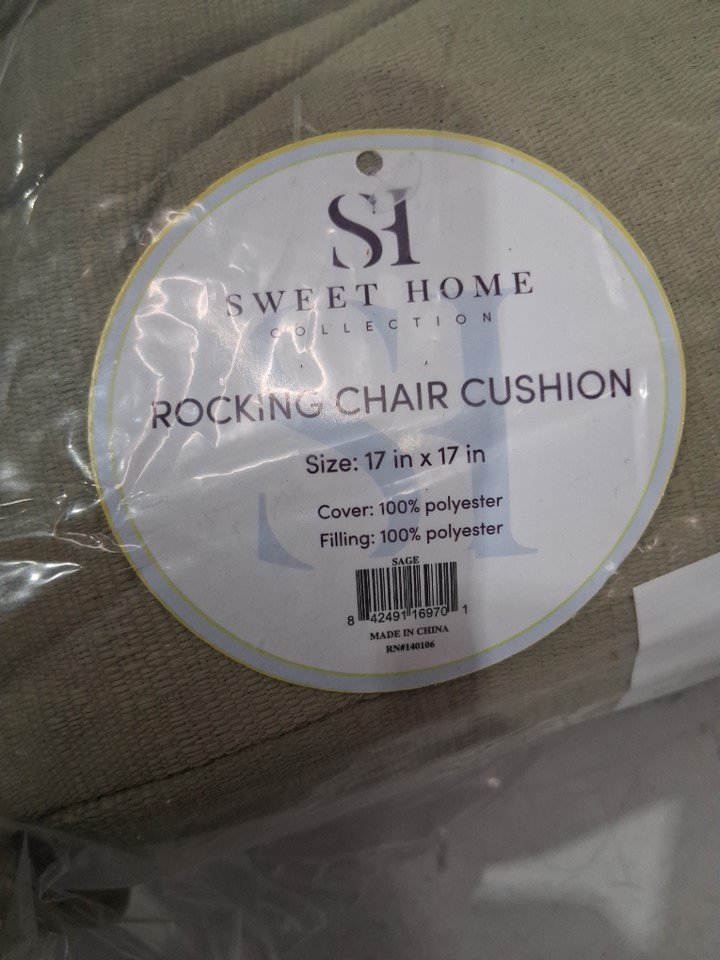 SH
SWEET HOME
COLLECTION
ROCKING CHAIR CUSHION
Size: 17 in x 17 in
Cover: 100% polyester
Filling: 100% polyester
SAGE
8 42491 16970 1
MADE IN CHINA
RN#140106